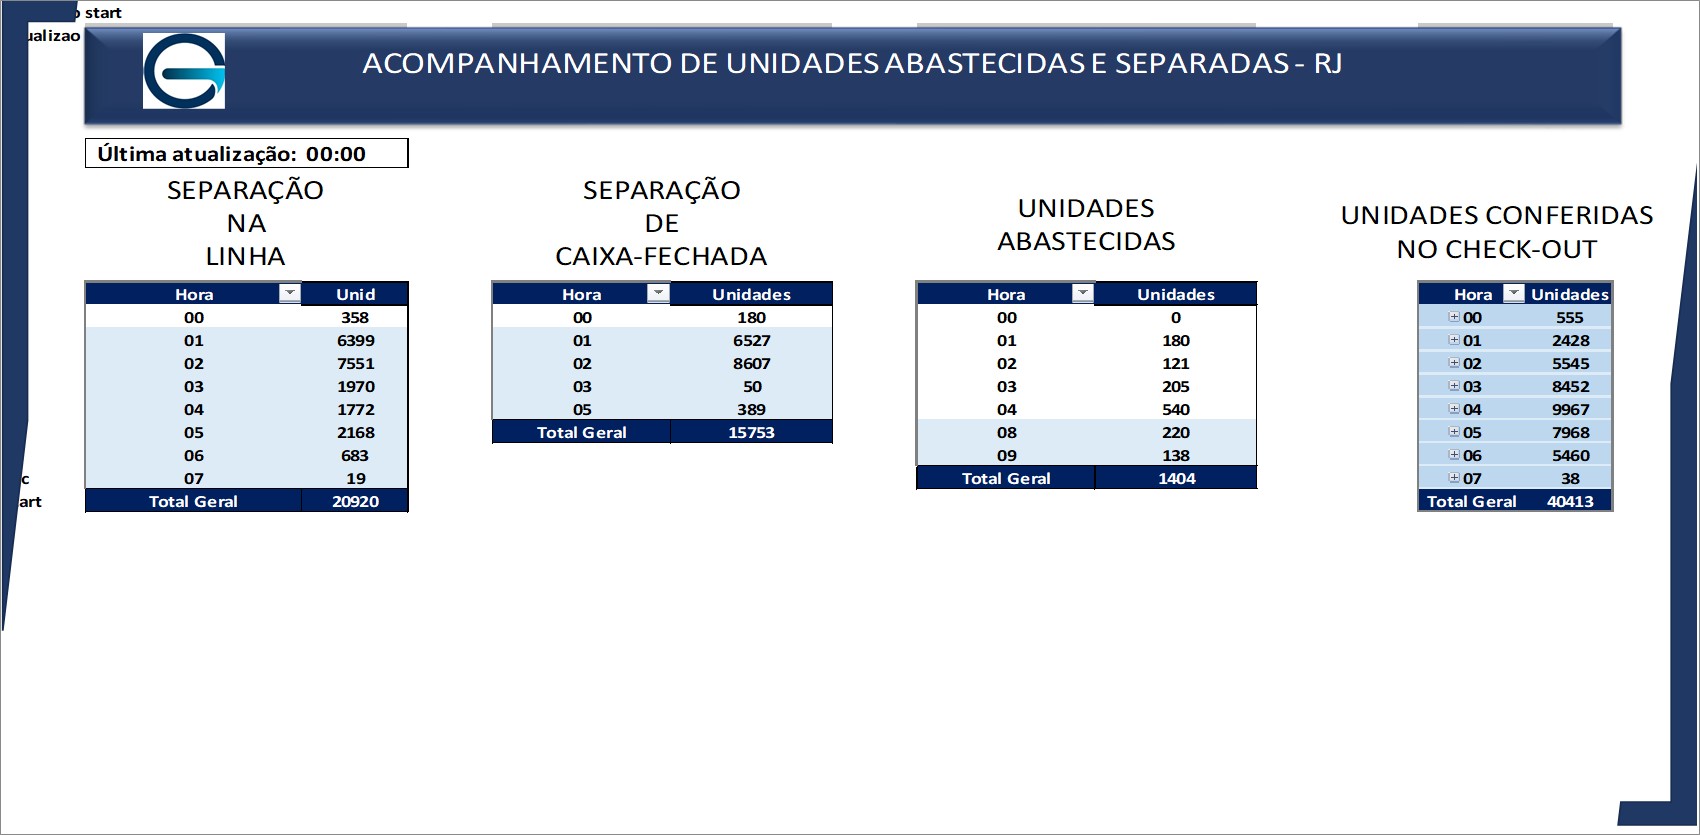 start
ACOMPANHAMENTO DE UNIDADES ABASTECIDAS E SEPARADAS - RJ
Última atualização: 00:00
SEPARAÇÃO
NA
LINHA
Hora Unid
00 358
01 6399
02 7551
03 1970
04 1772
05 2168
06 683
07 19
Total Geral 20920
SEPARAÇÃO
DE
CAIXA-FECHADA
Hora Unidades
00 180
01 6527
02 8607
03 50
05 389
Total Geral 15753
UNIDADES
ABASTECIDAS
Hora Unidades
00 0
01 180
02 121
03 205
04 540
08 220
09 138
Total Geral 1404
UNIDADES CONFERIDAS
NO CHECK-OUT
Hora Unidades
00 555
01 2428
02 5545
03 8452
04 9967
05 7968
06 5460
07 38
Total Geral 40413